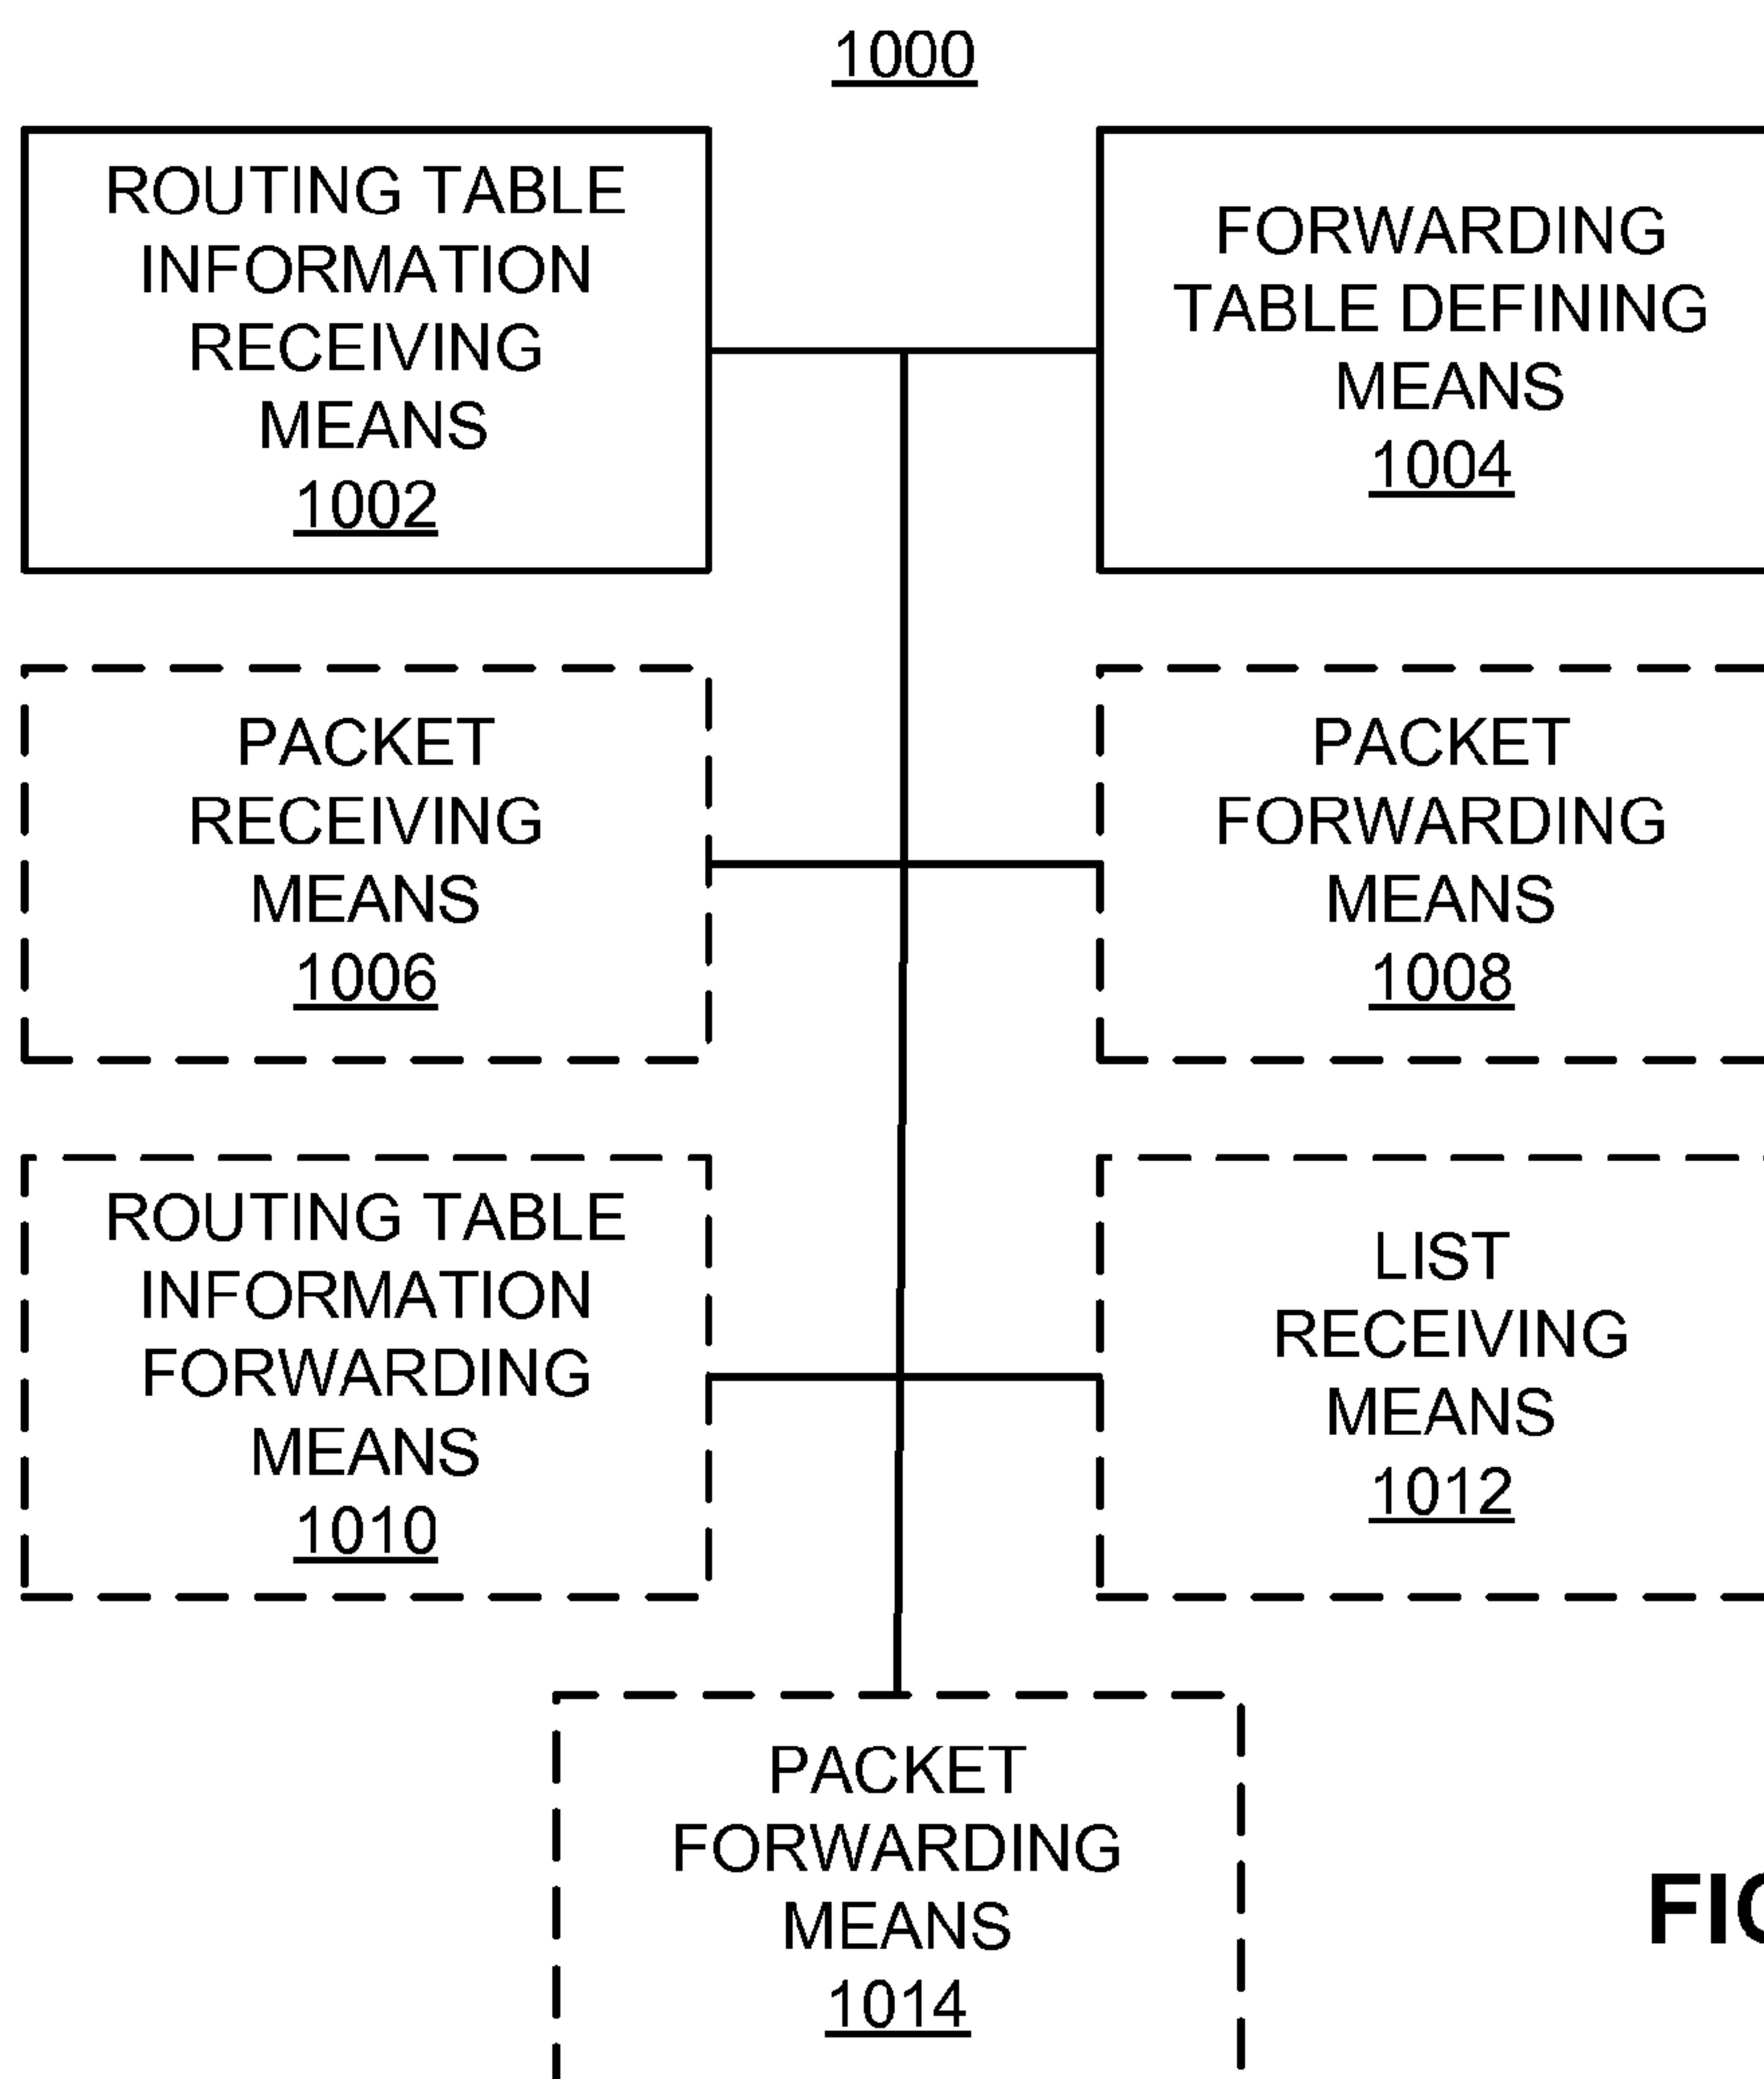 1000
ROUTING TABLE
INFORMATION
RECEIVING
MEANS
1002
FORWARDING
TABLE DEFINING
MEANS
1004
PACKET
RECEIVING
MEANS
1006
PACKET
FORWARDING
MEANS
1008
ROUTING TABLE
INFORMATION
FORWARDING
MEANS
1010
LIST
RECEIVING
MEANS
1012
PACKET
FORWARDING
MEANS
1014